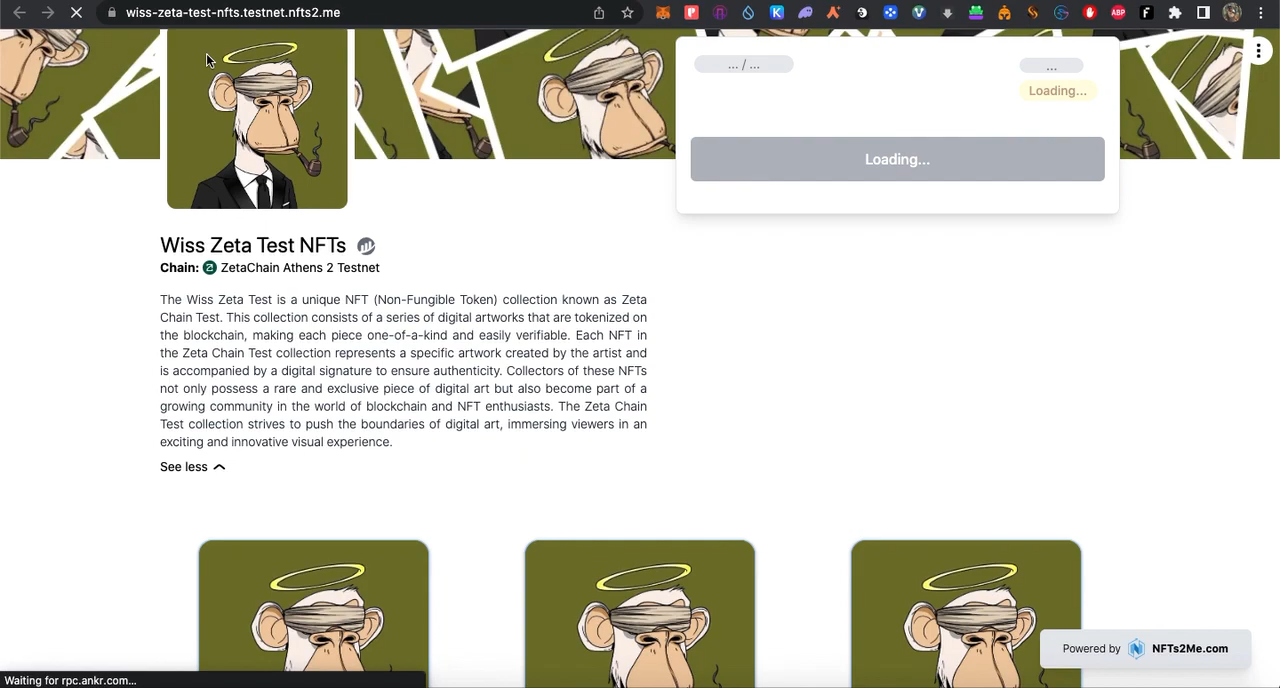 wiss-zeta-test-nfts.testnet.nfts2.me
ABP
... / ...
...
Loading...
Loading...
Wiss Zeta Test NFTs
Chain: ZetaChain Athens 2 Testnet
The Wiss Zeta Test is a unique NFT (Non-Fungible Token) collection known as Zeta
Chain Test. This collection consists of a series of digital artworks that are tokenized on
the blockchain, making each piece one-of-a-kind and easily verifiable. Each NFT in
the Zeta Chain Test collection represents a specific artwork created by the artist and
is accompanied by a digital signature to ensure authenticity. Collectors of these NFTs
not only possess a rare and exclusive piece of digital art but also become part of a
growing community in the world of blockchain and NFT enthusiasts. The Zeta Chain
Test collection strives to push the boundaries of digital art, immersing viewers in an
exciting and innovative visual experience.
See less
Powered by NFTs2Me.com
Waiting for rpc.ankr.com...